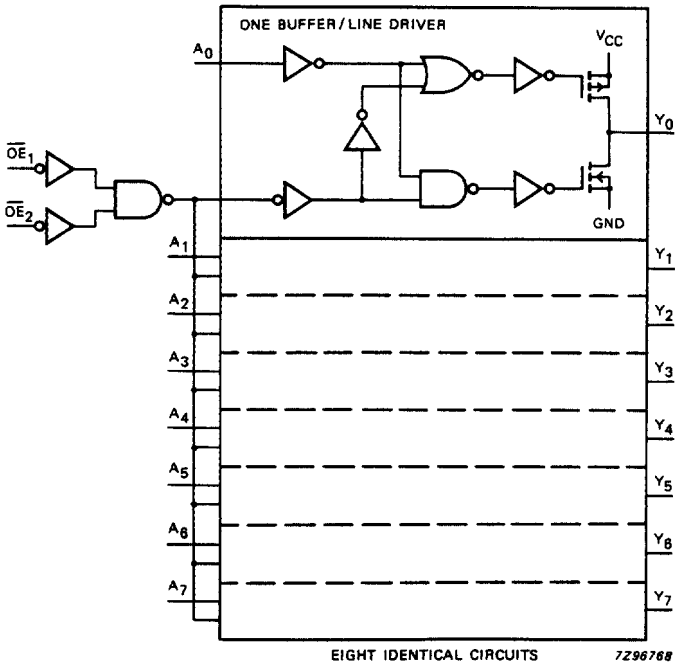 ONE BUFFER/LINE DRIVER
A0
VCC
Y0
OE1
OE2
GND
A1
Y1
A2
Y2
A3
Y3
A4
Y4
A5
Y5
A6
Y6
A7
Y7
EIGHT IDENTICAL CIRCUITS
7Z96768